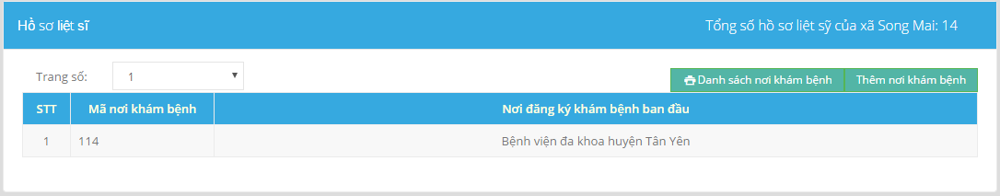 Hồ sơ liệt sĩ Tổng số hồ sơ liệt sỹ của xã Song Mai: 14
Trang số: 1
Danh sách nơi khám bệnh Thêm nơi khám bệnh
STT Mã nơi khám bệnh Nơi đăng ký khám bệnh ban đầu
1 114 Bệnh viện đa khoa huyện Tân Yên